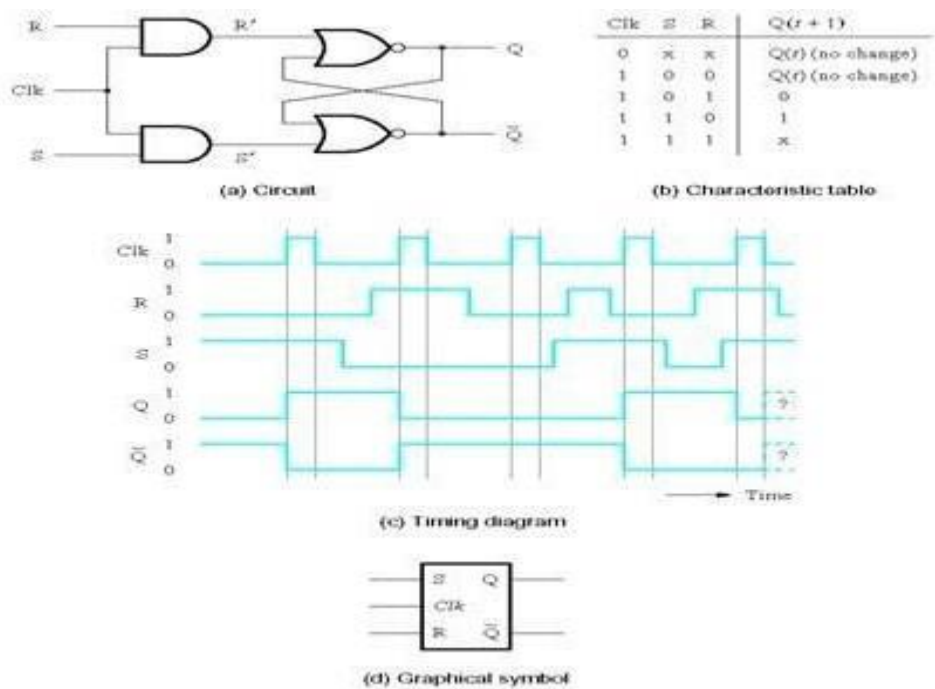 R R′ Q
Clk
S S′ Q̅
(a) Circuit
Clk S R Q(t + 1)
0 x x Q(t) (no change)
1 0 0 Q(t) (no change)
1 0 1 0
1 1 0 1
1 1 1 x
(b) Characteristic table
Clk 1
0
R 1
0
S 1
0
Q 1
0 ?
Q̅ 1
0 ?
Time
(c) Timing diagram
S Q
Clk
R Q̅
(d) Graphical symbol